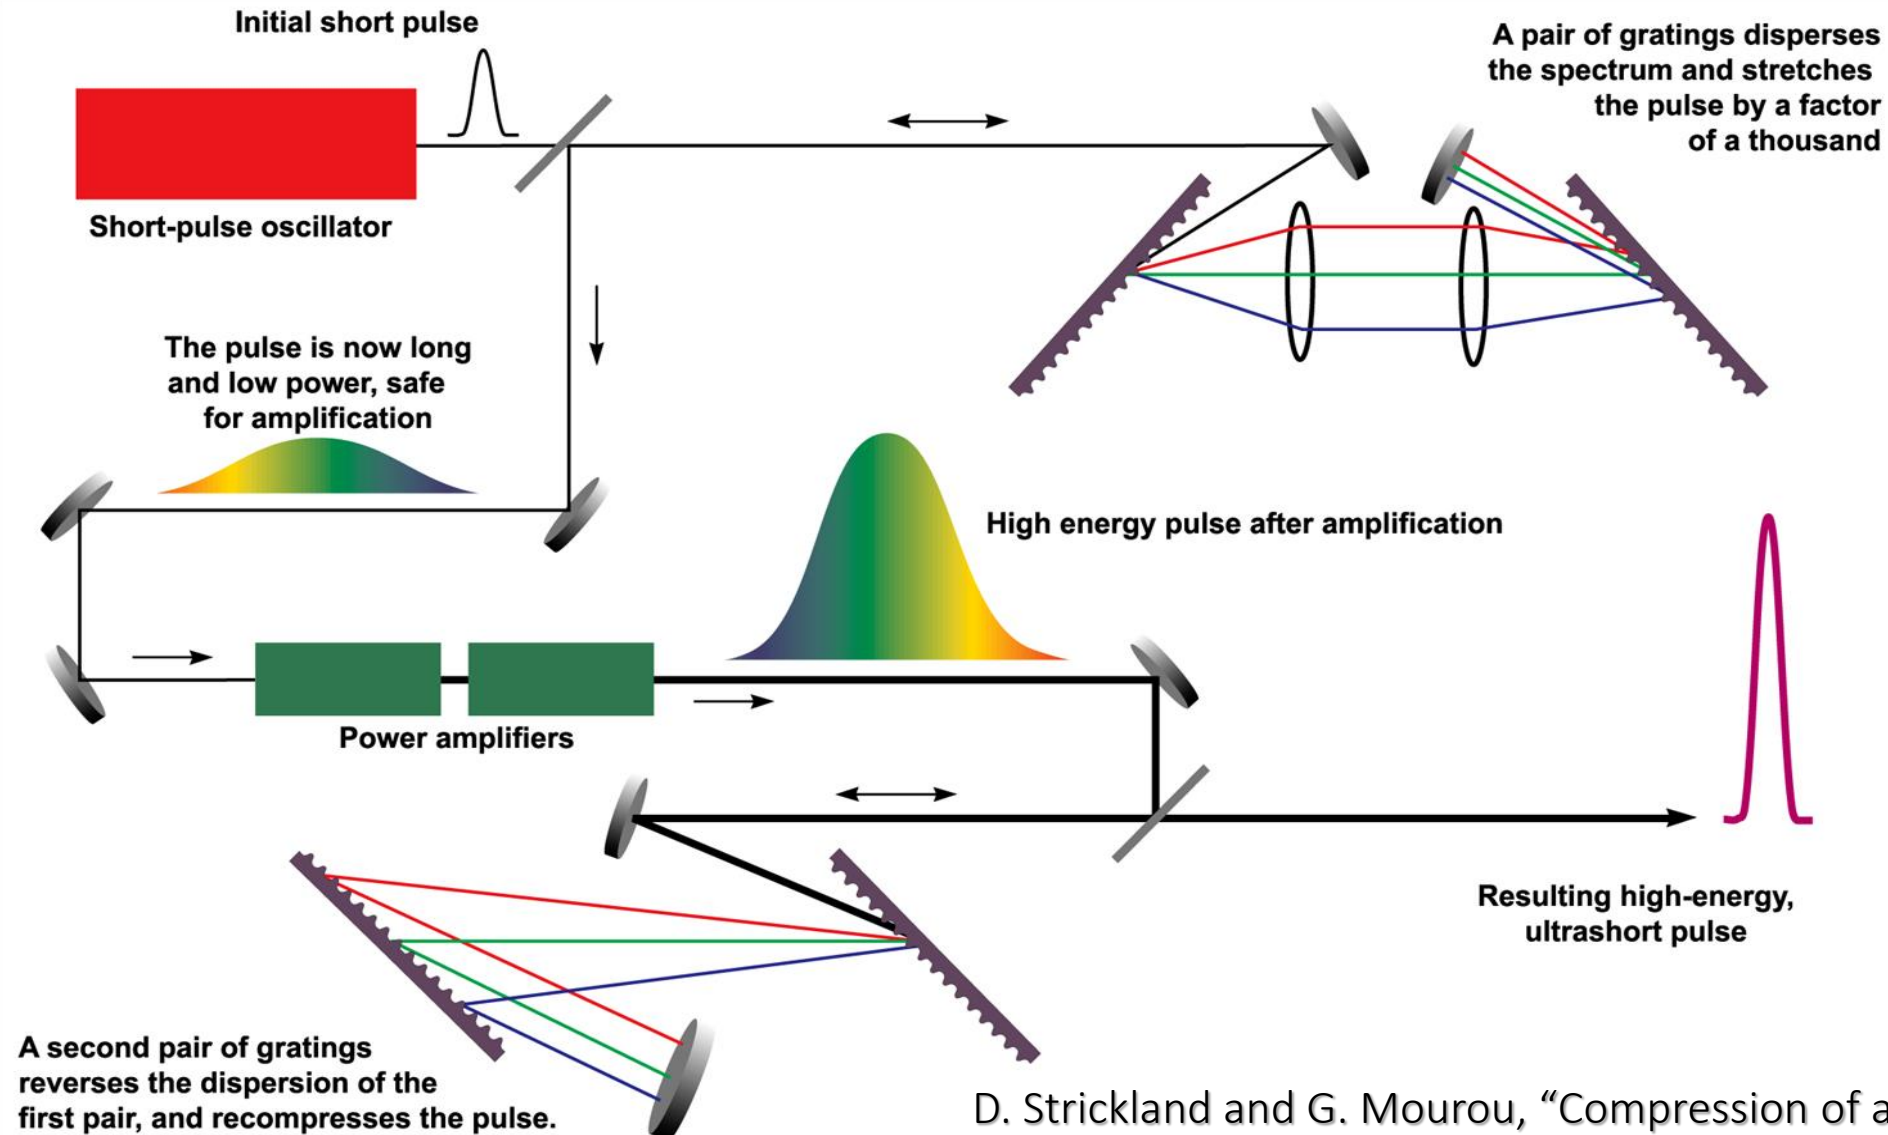 Initial short pulse
A pair of gratings disperses
the spectrum and stretches
the pulse by a factor
of a thousand
Short-pulse oscillator
The pulse is now long
and low power, safe
for amplification
High energy pulse after amplification
Power amplifiers
Resulting high-energy,
ultrashort pulse
A second pair of gratings
reverses the dispersion of the
first pair, and recompresses the pulse.
D. Strickland and G. Mourou, “Compression of a